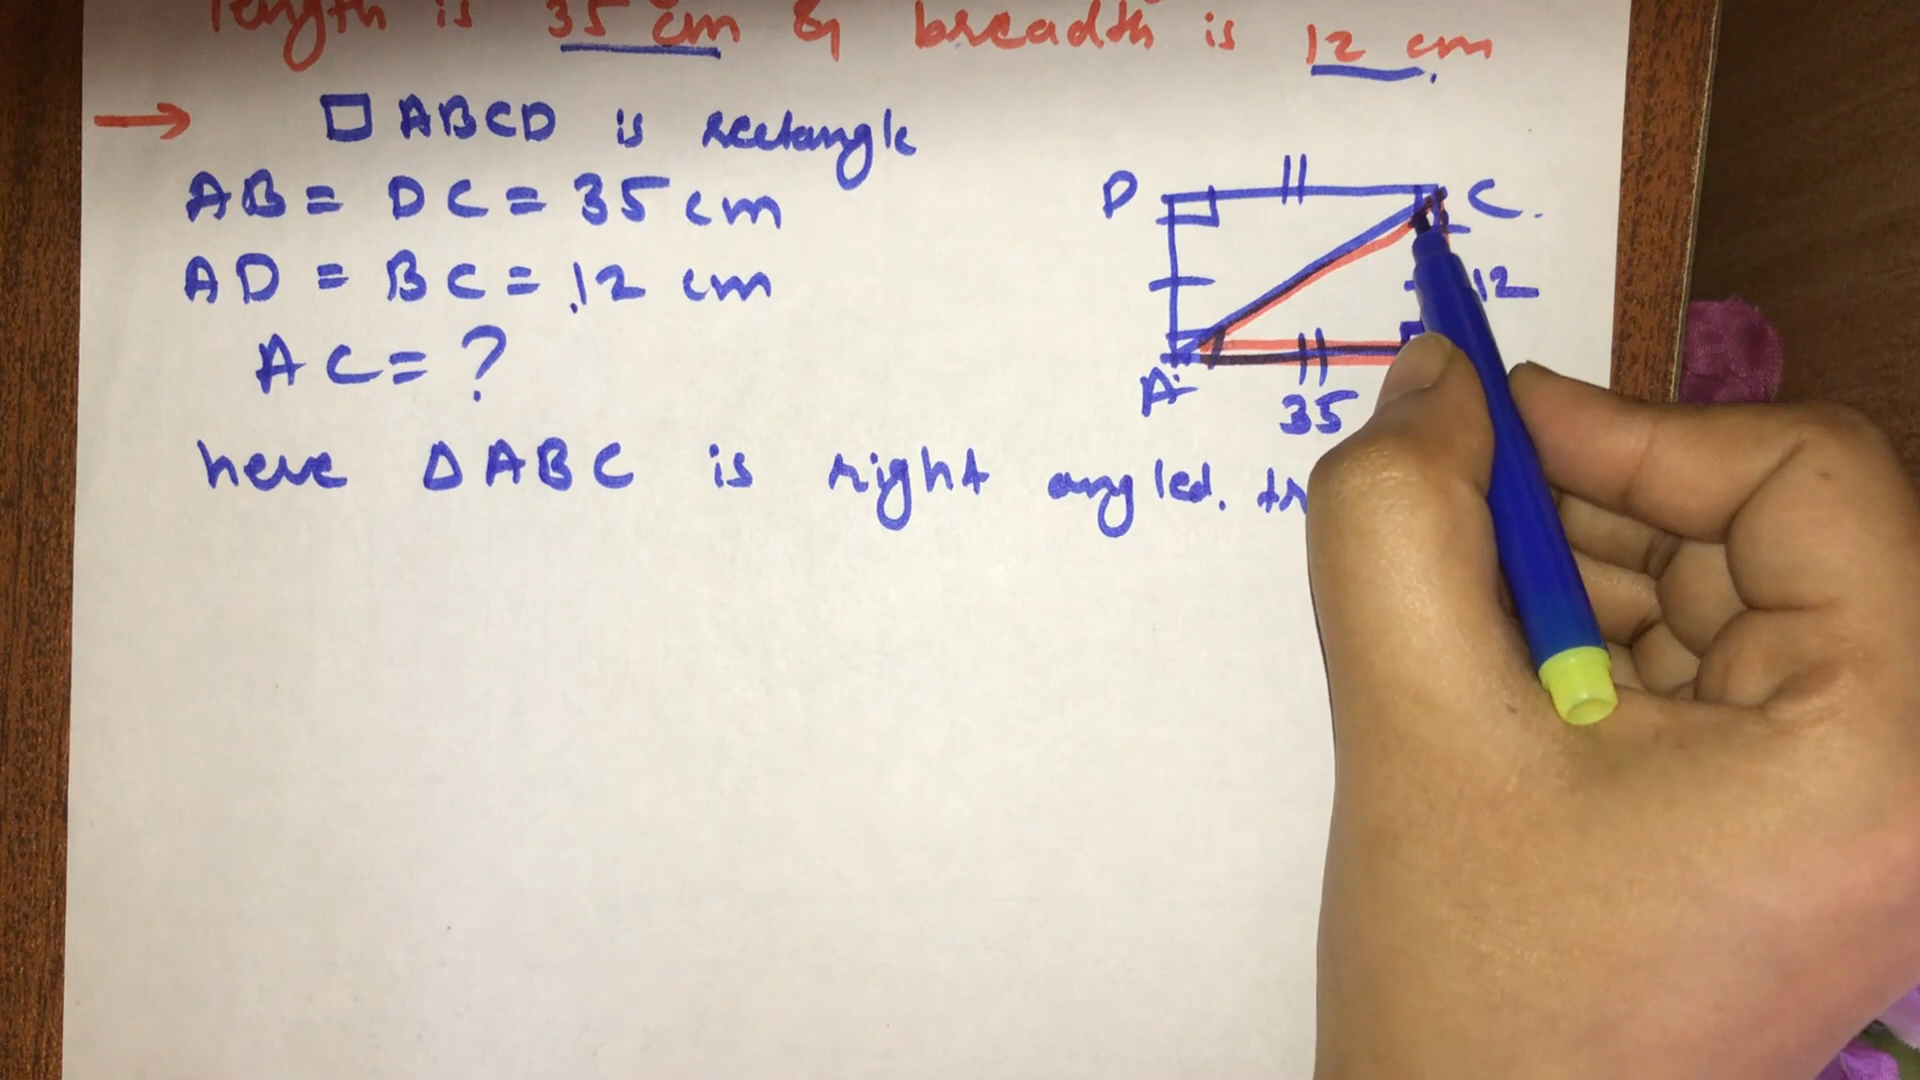 length is 35 cm & breadth is 12 cm
→ □ ABCD is rectangle
AB = DC = 35 cm
AD = BC = 12 cm
AC = ?
here △ABC is right angled.
D C.
12
A
35